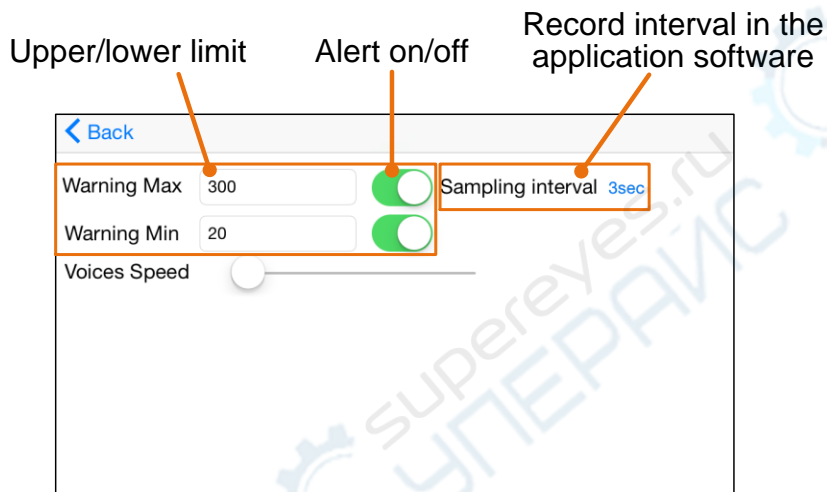 Record interval in the
Upper/lower limit Alert on/off application software
Back
Warning Max 300 Sampling interval 3sec
Warning Min 20
Voices Speed
supereyes.ru
СУПЕРАЙС